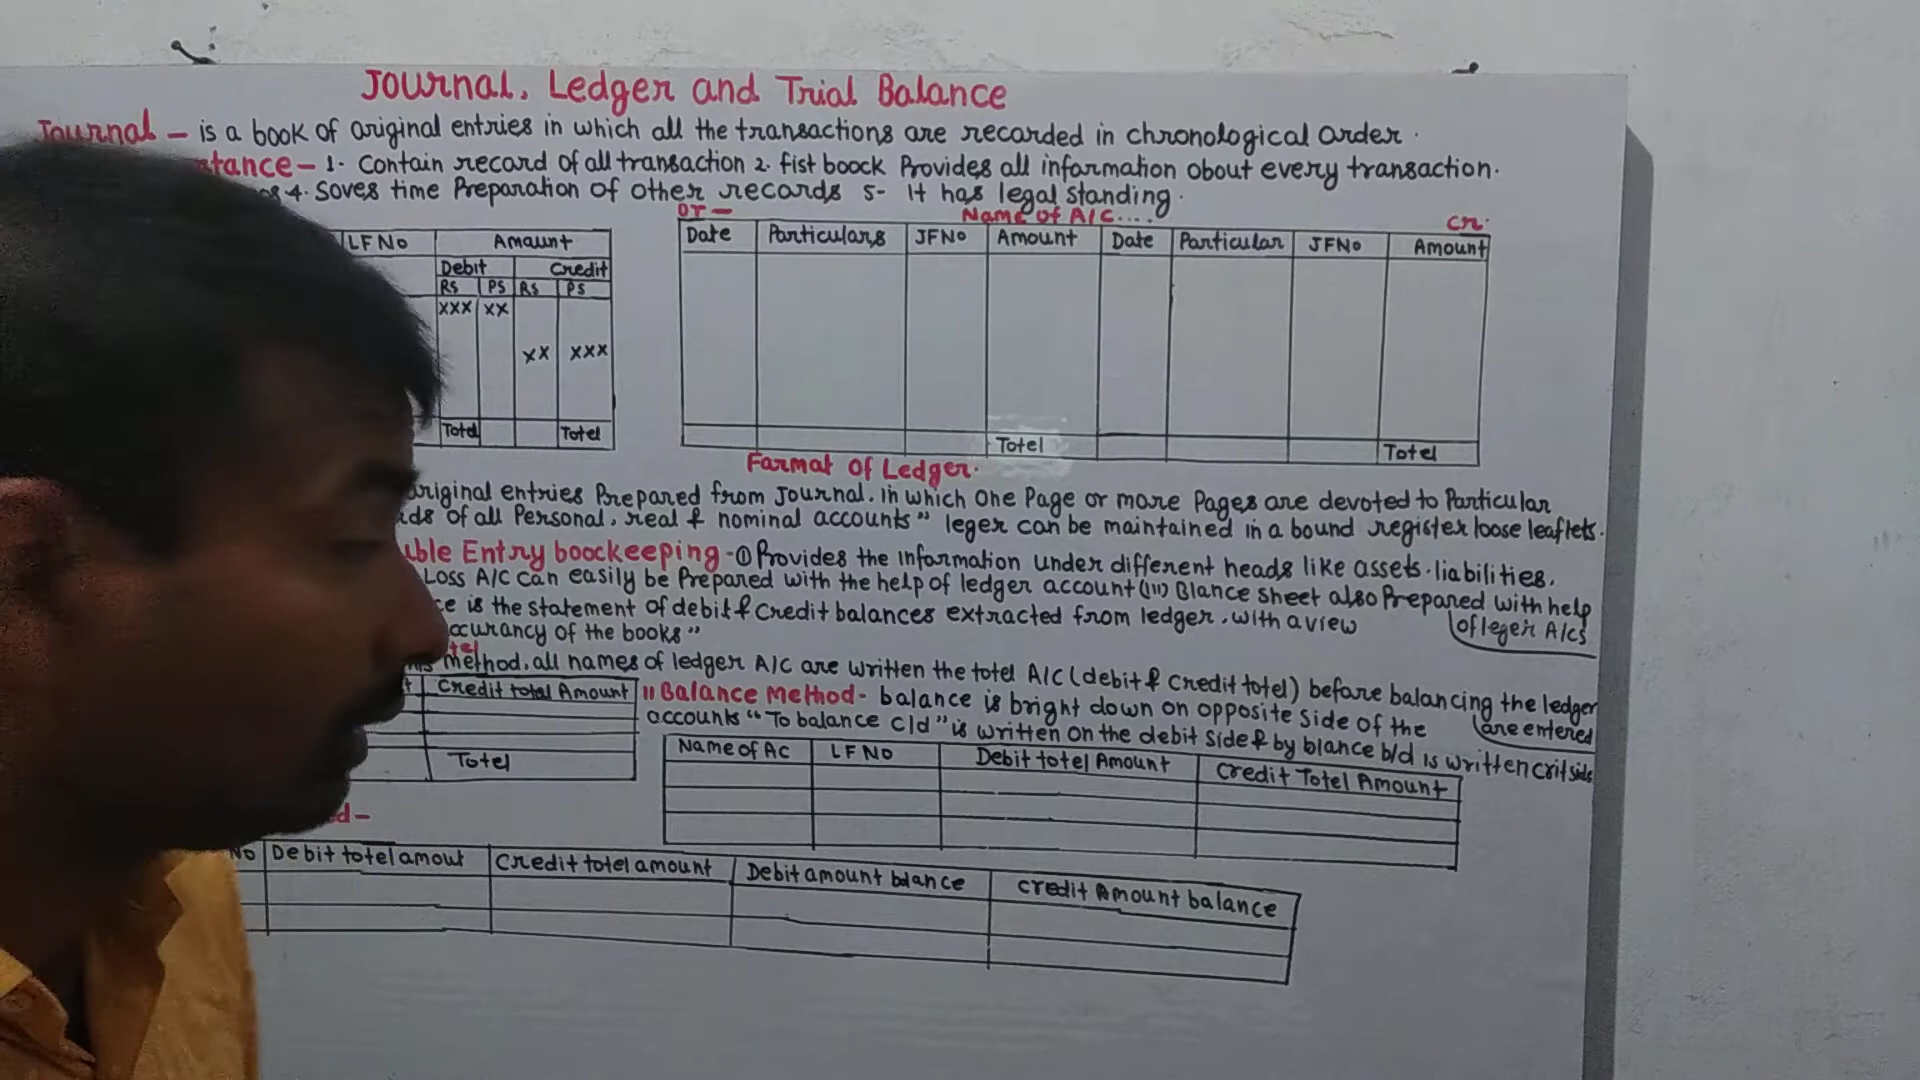 Journal, Ledger and Trial Balance
Journal – is a book of original entries in which all the transactions are recarded in chronological order.
tance – 1. Contain record of all transaction 2. fist boock Provides all information obout every transaction.
4. Soves time Preparation of other records 5- It has legal Standing.
Dr – Name of A/C.... Cr.
LF No Amaunt
Debit Credit
Rs PS Rs PS
xxx xx
xx xxx
Totel Totel
Date Particulars JFNo Amount Date Particular JFNo Amount
Totel Totel
Farmat Of Ledger.
original entries Prepared from Journal. in which One Page or more Pages are devoted to Particular
ds of all Personal, real & nominal accounts" leger can be maintained in a bound register loose leaflets.
ble Entry boockeeping - ① Provides the information under different heads like assets. liabilities.
Loss A/C can easily be Prepared with the help of ledger account (III) Blance sheet also Prepared with help
of leger A/cs
ce is the statement of debit & credit balances extracted from ledger, with a view
ccurancy of the books"
tel
method, all names of ledger A/C are written the totel A/C (debit & credit totel) before balancing the ledger
are entered
t Credit total Amount
Totel
II Balance Method - balance is bright down on opposite side of the
accounts "To balance c/d" is written on the debit side & by blance b/d is written crit side
Name of AC LF No Debit totel Amount Credit Totel Amount
d –
No Debit totel amout Credit totel amount Debit amount blance credit Amount balance